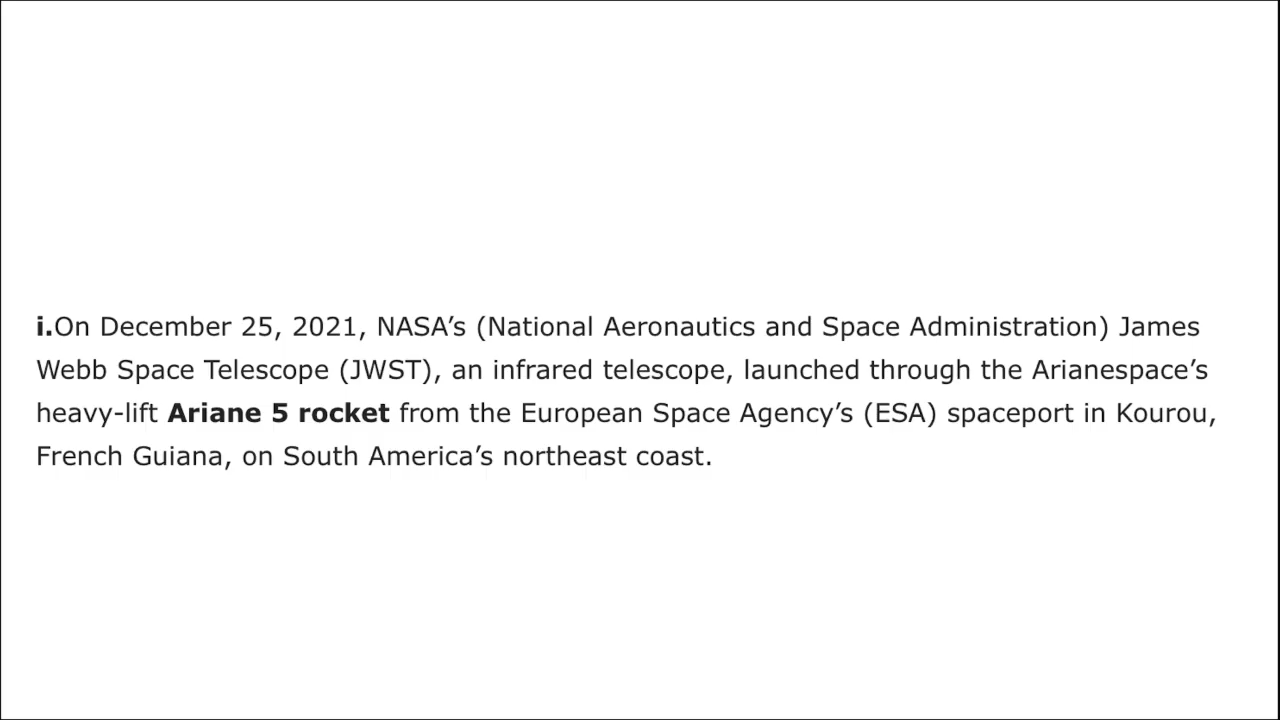 i.On December 25, 2021, NASA’s (National Aeronautics and Space Administration) James
Webb Space Telescope (JWST), an infrared telescope, launched through the Arianespace’s
heavy-lift Ariane 5 rocket from the European Space Agency’s (ESA) spaceport in Kourou,
French Guiana, on South America’s northeast coast.